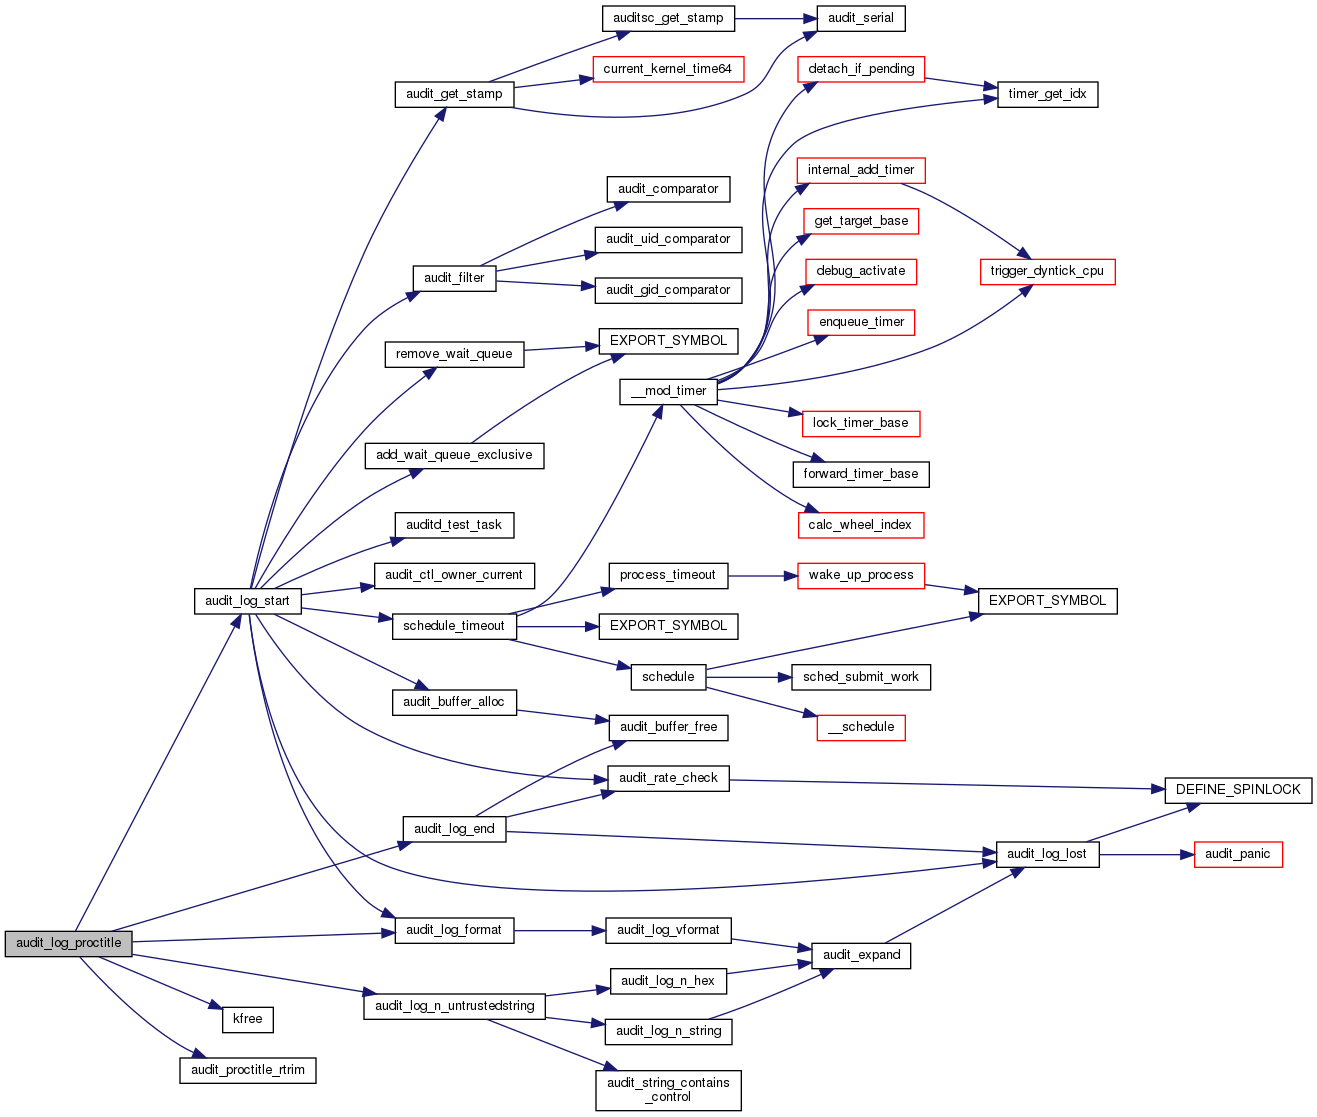 auditsc_get_stamp
audit_serial
current_kernel_time64
detach_if_pending
audit_get_stamp
timer_get_idx
internal_add_timer
audit_comparator
get_target_base
audit_uid_comparator
audit_filter
debug_activate
trigger_dyntick_cpu
audit_gid_comparator
enqueue_timer
EXPORT_SYMBOL
remove_wait_queue
__mod_timer
lock_timer_base
add_wait_queue_exclusive
forward_timer_base
auditd_test_task
calc_wheel_index
audit_ctl_owner_current
process_timeout
wake_up_process
audit_log_start
EXPORT_SYMBOL
schedule_timeout
EXPORT_SYMBOL
schedule
sched_submit_work
audit_buffer_alloc
audit_buffer_free
__schedule
audit_rate_check
DEFINE_SPINLOCK
audit_log_end
audit_log_lost
audit_panic
audit_log_proctitle
audit_log_format
audit_log_vformat
audit_expand
audit_log_n_hex
audit_log_n_untrustedstring
kfree
audit_log_n_string
audit_proctitle_rtrim
audit_string_contains
_control